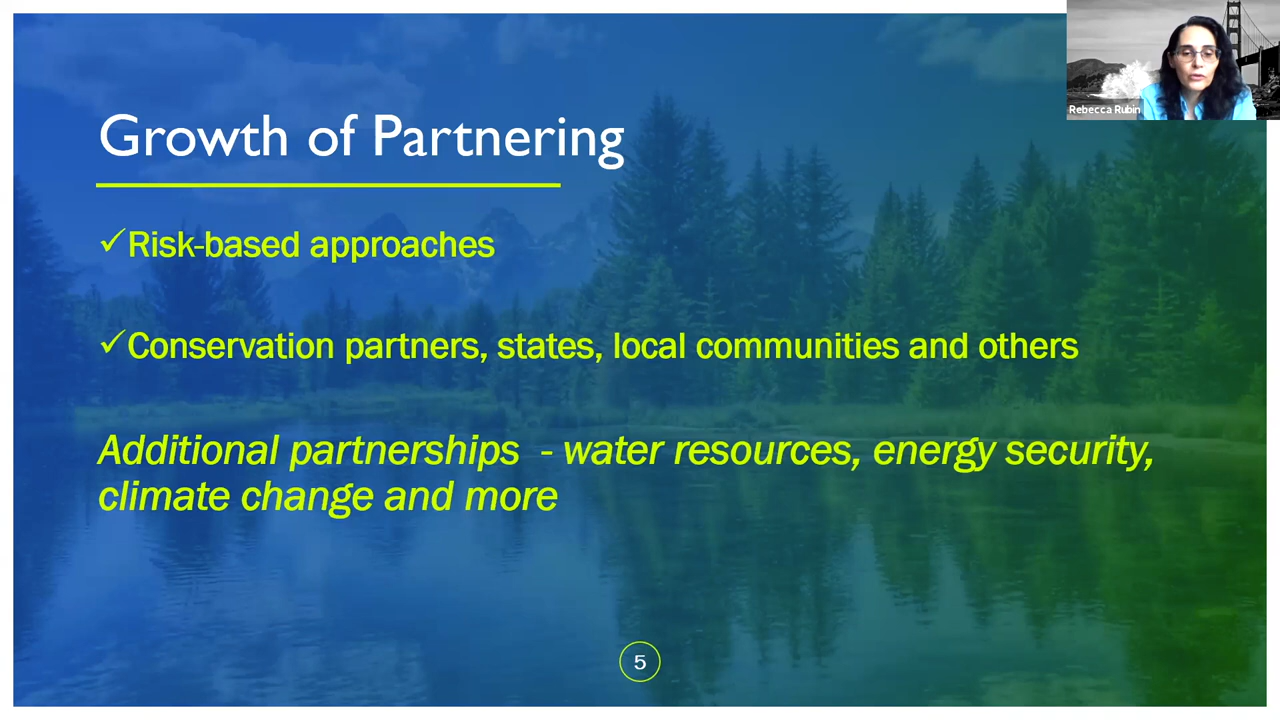 Rebecca Rubin
Growth of Partnering
✓Risk-based approaches
✓Conservation partners, states, local communities and others
Additional partnerships - water resources, energy security,
climate change and more
5